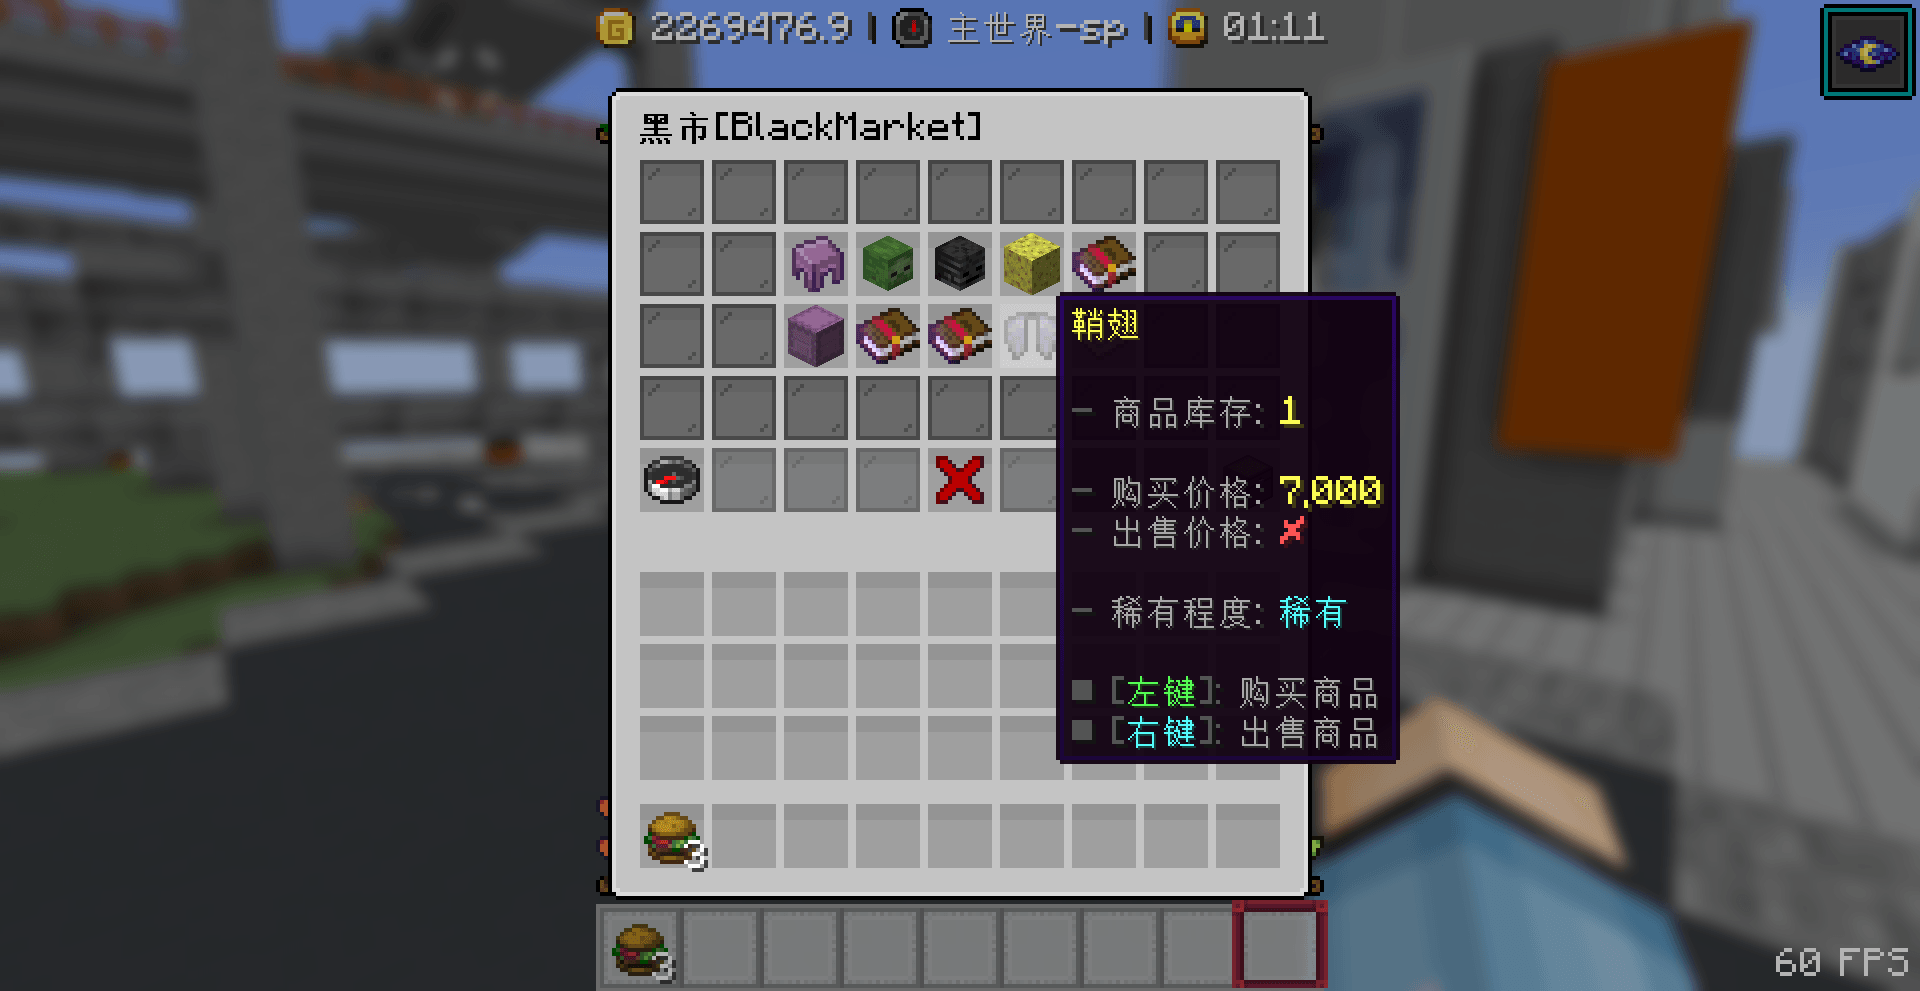 G 2269476.9 | 主世界-sp | 01:11
黑市[BlackMarket]
鞘翅
- 商品库存: 1
- 购买价格: 7,000
- 出售价格: ✘
- 稀有程度: 稀有
■ [左键]: 购买商品
■ [右键]: 出售商品
3
3
60 FPS